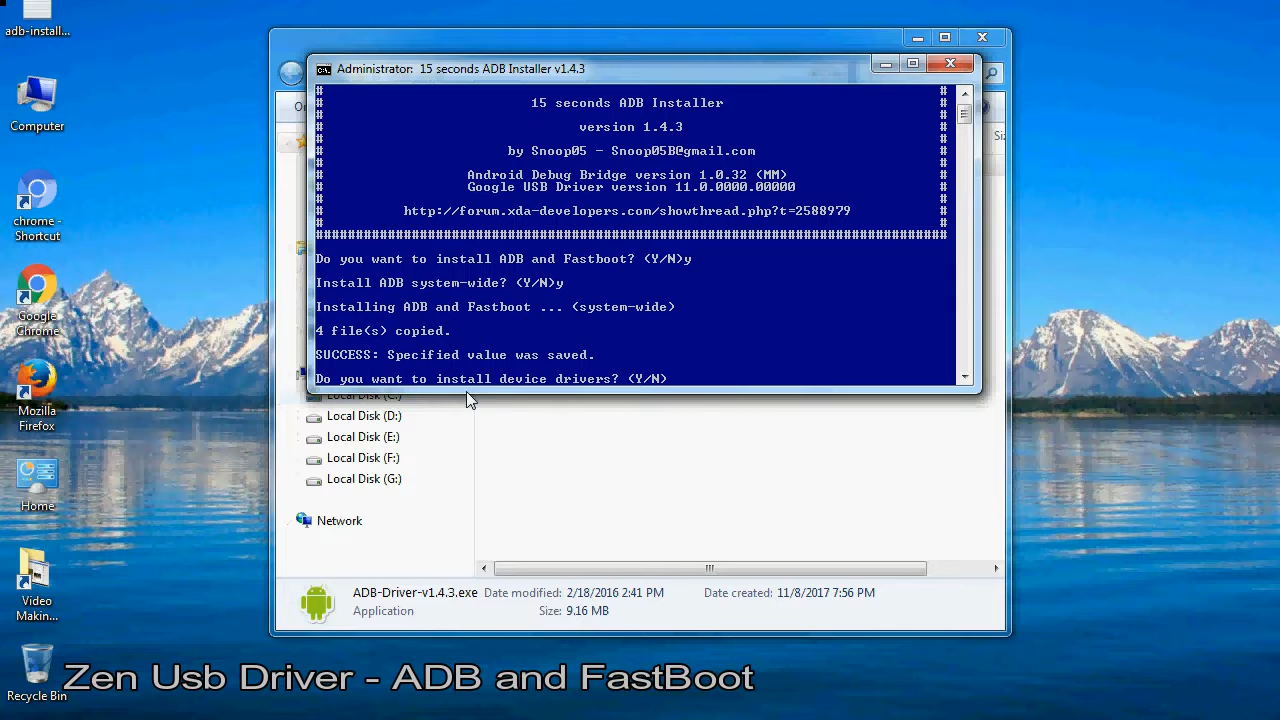 adb-install...
Computer
chrome -
Shortcut
Google
Chrome
Mozilla
Firefox
Home
Video
Makin...
Recycle Bin
Administrator: 15 seconds ADB Installer v1.4.3
# #
# 15 seconds ADB Installer #
# #
# version 1.4.3 #
# #
# by Snoop05 - Snoop05B@gmail.com #
# #
# Android Debug Bridge version 1.0.32 (MM) #
# Google USB Driver version 11.0.0000.00000 #
# #
# http://forum.xda-developers.com/showthread.php?t=2588979 #
# #
###############################################################################
Do you want to install ADB and Fastboot? (Y/N)y
Install ADB system-wide? (Y/N)y
Installing ADB and Fastboot ... (system-wide)
4 file(s) copied.
SUCCESS: Specified value was saved.
Do you want to install device drivers? (Y/N)
Local Disk (C:)
Local Disk (D:)
Local Disk (E:)
Local Disk (F:)
Local Disk (G:)
Network
ADB-Driver-v1.4.3.exe Date modified: 2/18/2016 2:41 PM Date created: 11/8/2017 7:56 PM
Application Size: 9.16 MB
Zen Usb Driver - ADB and FastBoot